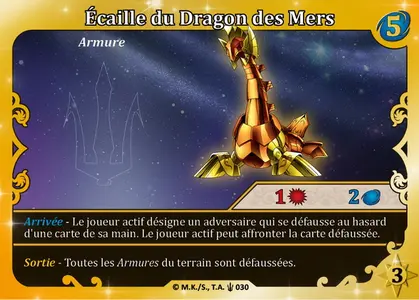 Écaille du Dragon des Mers
5
Armure
1 2
Arrivée - Le joueur actif désigne un adversaire qui se défausse au hasard
d'une carte de sa main. Le joueur actif peut affronter la carte défaussée.
Sortie - Toutes les Armures du terrain sont défaussées.
3
© M.K./S., T.A. 030